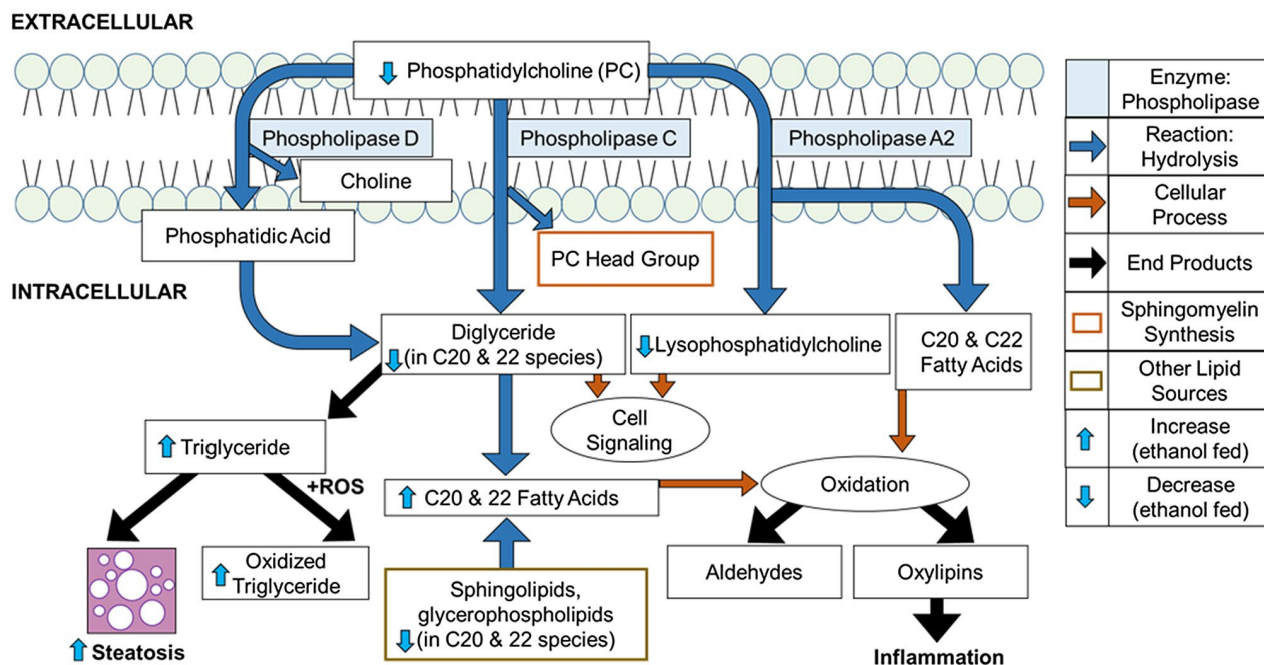 EXTRACELLULAR
Phosphatidylcholine (PC)
Phospholipase D
Phospholipase C
Phospholipase A2
Choline
Phosphatidic Acid
PC Head Group
INTRACELLULAR
Diglyceride
(in C20 & 22 species)
Lysophosphatidylcholine
C20 & C22
Fatty Acids
Cell
Signaling
Triglyceride
+ROS
C20 & 22 Fatty Acids
Oxidation
Oxidized
Triglyceride
Aldehydes
Oxylipins
Sphingolipids,
glycerophospholipids
(in C20 & 22 species)
Steatosis
Inflammation
Enzyme:
Phospholipase
Reaction:
Hydrolysis
Cellular
Process
End Products
Sphingomyelin
Synthesis
Other Lipid
Sources
Increase
(ethanol fed)
Decrease
(ethanol fed)